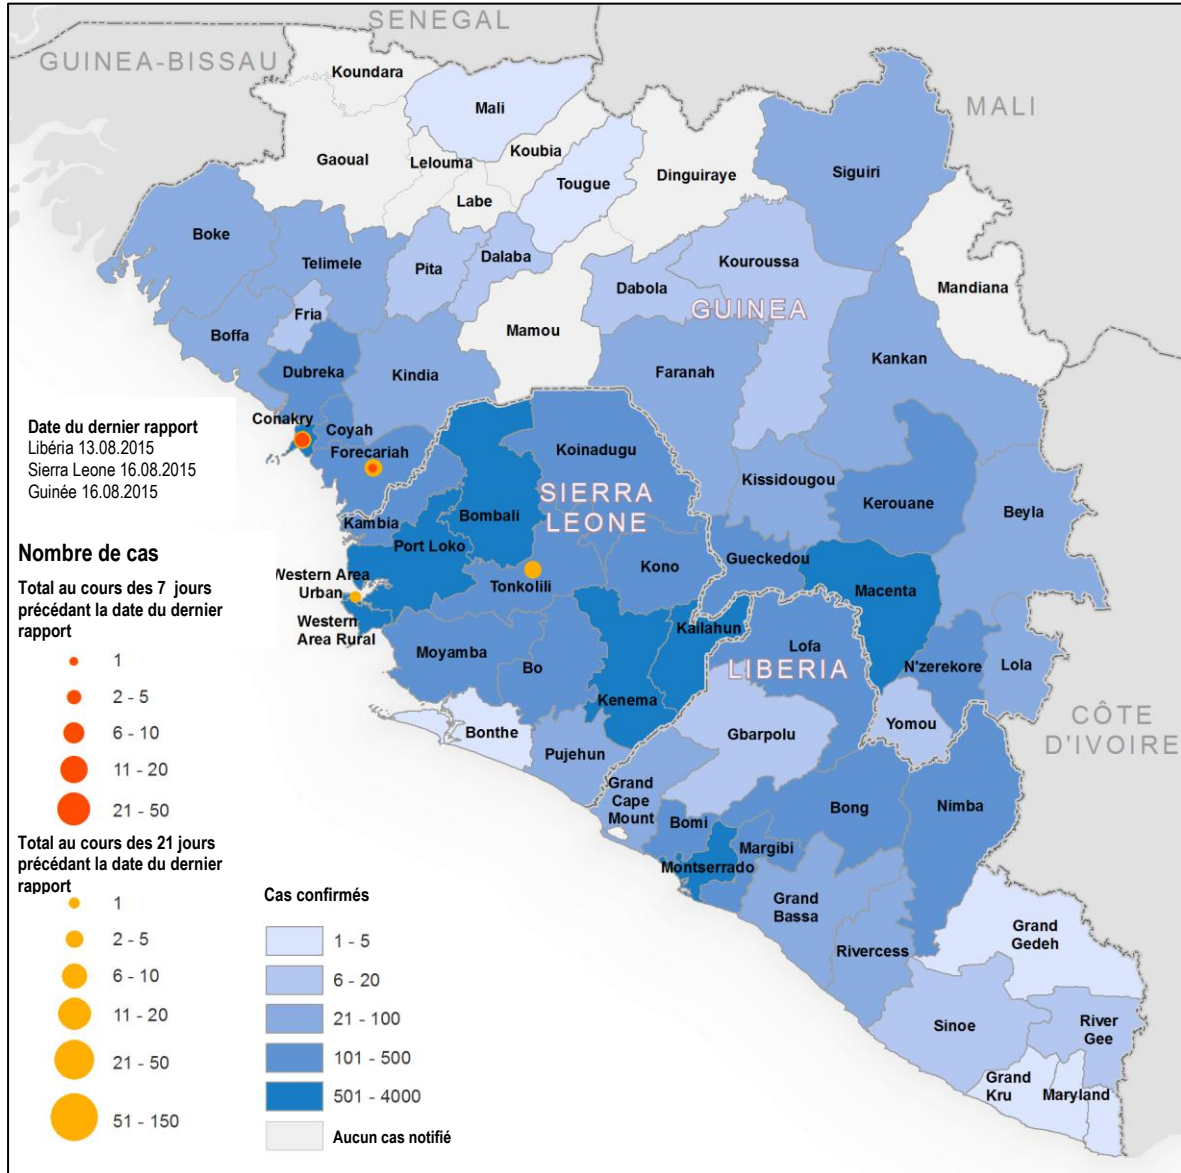 SENEGAL
GUINEA-BISSAU
MALI
Koundara
Mali
Gaoual
Lelouma
Koubia
Labe
Tougue
Dinguiraye
Siguiri
Boke
Telimele
Pita
Dalaba
Kouroussa
Dabola
GUINEA
Mandiana
Fria
Boffa
Mamou
Kankan
Dubreka
Kindia
Faranah
Conakry
Coyah
Forecariah
Koinadugu
Kissidougou
Kerouane
Beyla
SIERRA
LEONE
Kambia
Bombali
Port Loko
Gueckedou
Kono
Macenta
Tonkolili
Western Area
Urban
Western
Area Rural
Kailahun
Moyamba
Bo
Lofa
N'zerekore
Lola
LIBERIA
Kenema
Bonthe
Yomou
CÔTE
D'IVOIRE
Pujehun
Gbarpolu
Grand
Cape
Mount
Bomi
Bong
Nimba
Margibi
Montserrado
Grand
Bassa
Rivercess
Grand
Gedeh
Sinoe
River
Gee
Grand
Kru
Maryland
Date du dernier rapport
Libéria 13.08.2015
Sierra Leone 16.08.2015
Guinée 16.08.2015
Nombre de cas
Total au cours des 7 jours
précédant la date du dernier
rapport
1
2 - 5
6 - 10
11 - 20
21 - 50
Total au cours des 21 jours
précédant la date du dernier
rapport
1
2 - 5
6 - 10
11 - 20
21 - 50
51 - 150
Cas confirmés
1 - 5
6 - 20
21 - 100
101 - 500
501 - 4000
Aucun cas notifié